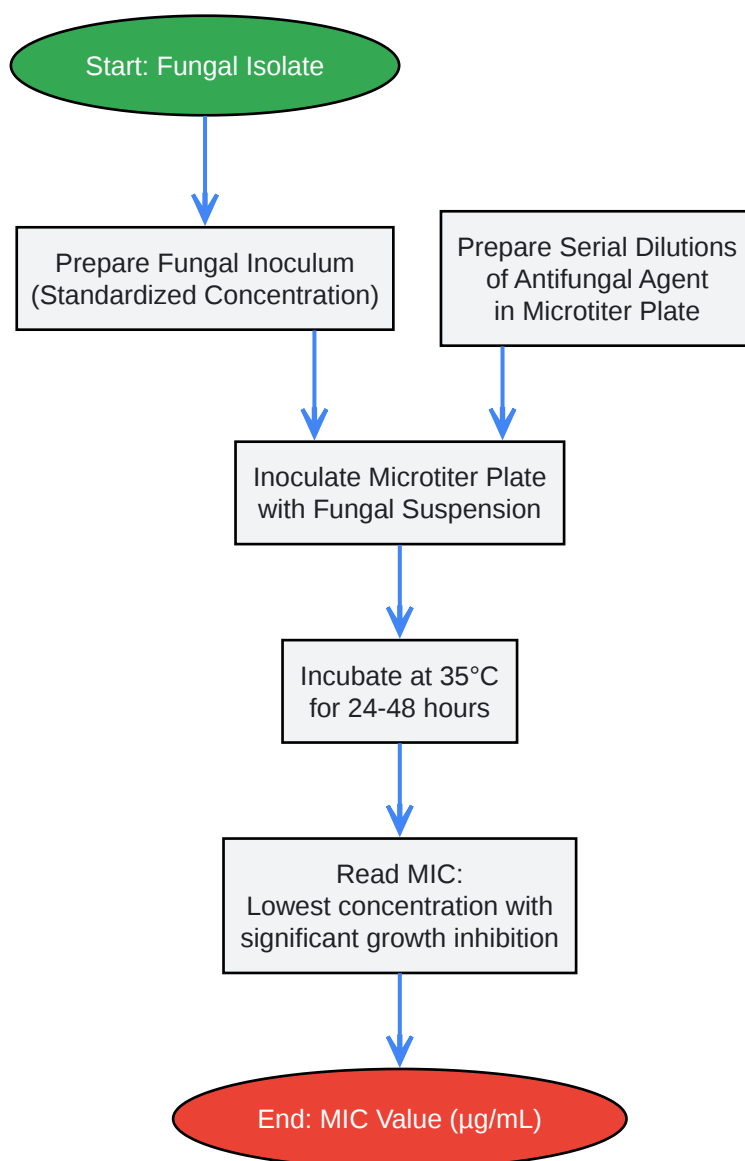 Start: Fungal Isolate
Prepare Fungal Inoculum
(Standardized Concentration)
Prepare Serial Dilutions
of Antifungal Agent
in Microtiter Plate
Inoculate Microtiter Plate
with Fungal Suspension
Incubate at 35°C
for 24-48 hours
Read MIC:
Lowest concentration with
significant growth inhibition
End: MIC Value (µg/mL)